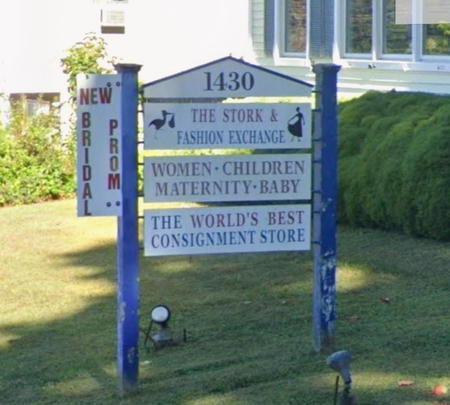 1430
THE STORK &
FASHION EXCHANGE
WOMEN · CHILDREN
MATERNITY · BABY
THE WORLD'S BEST
CONSIGNMENT STORE
NEW
BRIDAL
PROM